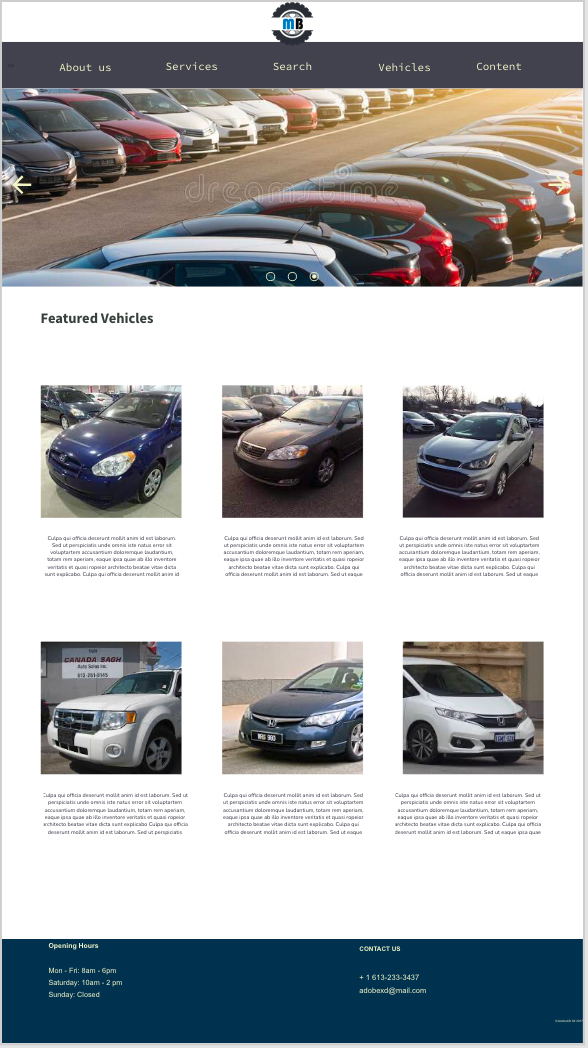 mB
About us
Services
Search
Vehicles
Content
dreamstime
Featured Vehicles
Culpa qui officia deserunt mollit anim id est laborum.
Sed ut perspiciatis unde omnis iste natus error sit
voluptartem accusantium doloremque laudantium,
totam rem aperiam, eaque ipsa quae ab illo inventore
veritatis et quasi ropeior architecto beatae vitae dicta
sunt explicabo. Culpa qui officia deserunt mollit anim id
Culpa qui officia deserunt mollit anim id est laborum. Sed
ut perspiciatis unde omnis iste natus error sit voluptartem
accusantium doloremque laudantium, totam rem aperiam,
eaque ipsa quae ab illo inventore veritatis et quasi ropeior
architecto beatae vitae dicta sunt explicabo. Culpa qui
officia deserunt mollit anim id est laborum. Sed ut eaque
Culpa qui officia deserunt mollit anim id est laborum. Sed
ut perspiciatis unde omnis iste natus error sit voluptartem
accusantium doloremque laudantium, totam rem aperiam,
eaque ipsa quae ab illo inventore veritatis et quasi ropeior
architecto beatae vitae dicta sunt explicabo. Culpa qui
officia deserunt mollit anim id est laborum. Sed ut eaque
CANADA SAGH
Auto Sales Inc.
Culpa qui officia deserunt mollit anim id est laborum. Sed ut
perspiciatis unde omnis iste natus error sit voluptartem
accusantium doloremque laudantium, totam rem aperiam,
eaque ipsa quae ab illo inventore veritatis et quasi ropeior
architecto beatae vitae dicta sunt explicabo Culpa qui officia
deserunt mollit anim id est laborum. Sed ut perspiciatis
Culpa qui officia deserunt mollit anim id est laborum. Sed
ut perspiciatis unde omnis iste natus error sit voluptartem
accusantium doloremque laudantium, totam rem aperiam,
eaque ipsa quae ab illo inventore veritatis et quasi ropeior
architecto beatae vitae dicta sunt explicabo. Culpa qui
officia deserunt mollit anim id est laborum. Sed ut eaque
Culpa qui officia deserunt mollit anim id est laborum. Sed ut
perspiciatis unde omnis iste natus error sit voluptartem
accusantium doloremque laudantium, totam rem aperiam,
eaque ipsa quae ab illo inventore veritatis et quasi ropeior
architecto beatae vitae dicta sunt explicabo. Culpa qui officia
deserunt mollit anim id est laborum. Sed ut eaque ipsa quae
Opening Hours
Mon - Fri: 8am - 6pm
Saturday: 10am - 2 pm
Sunday: Closed
CONTACT US
+ 1 613-233-3437
adobexd@mail.com